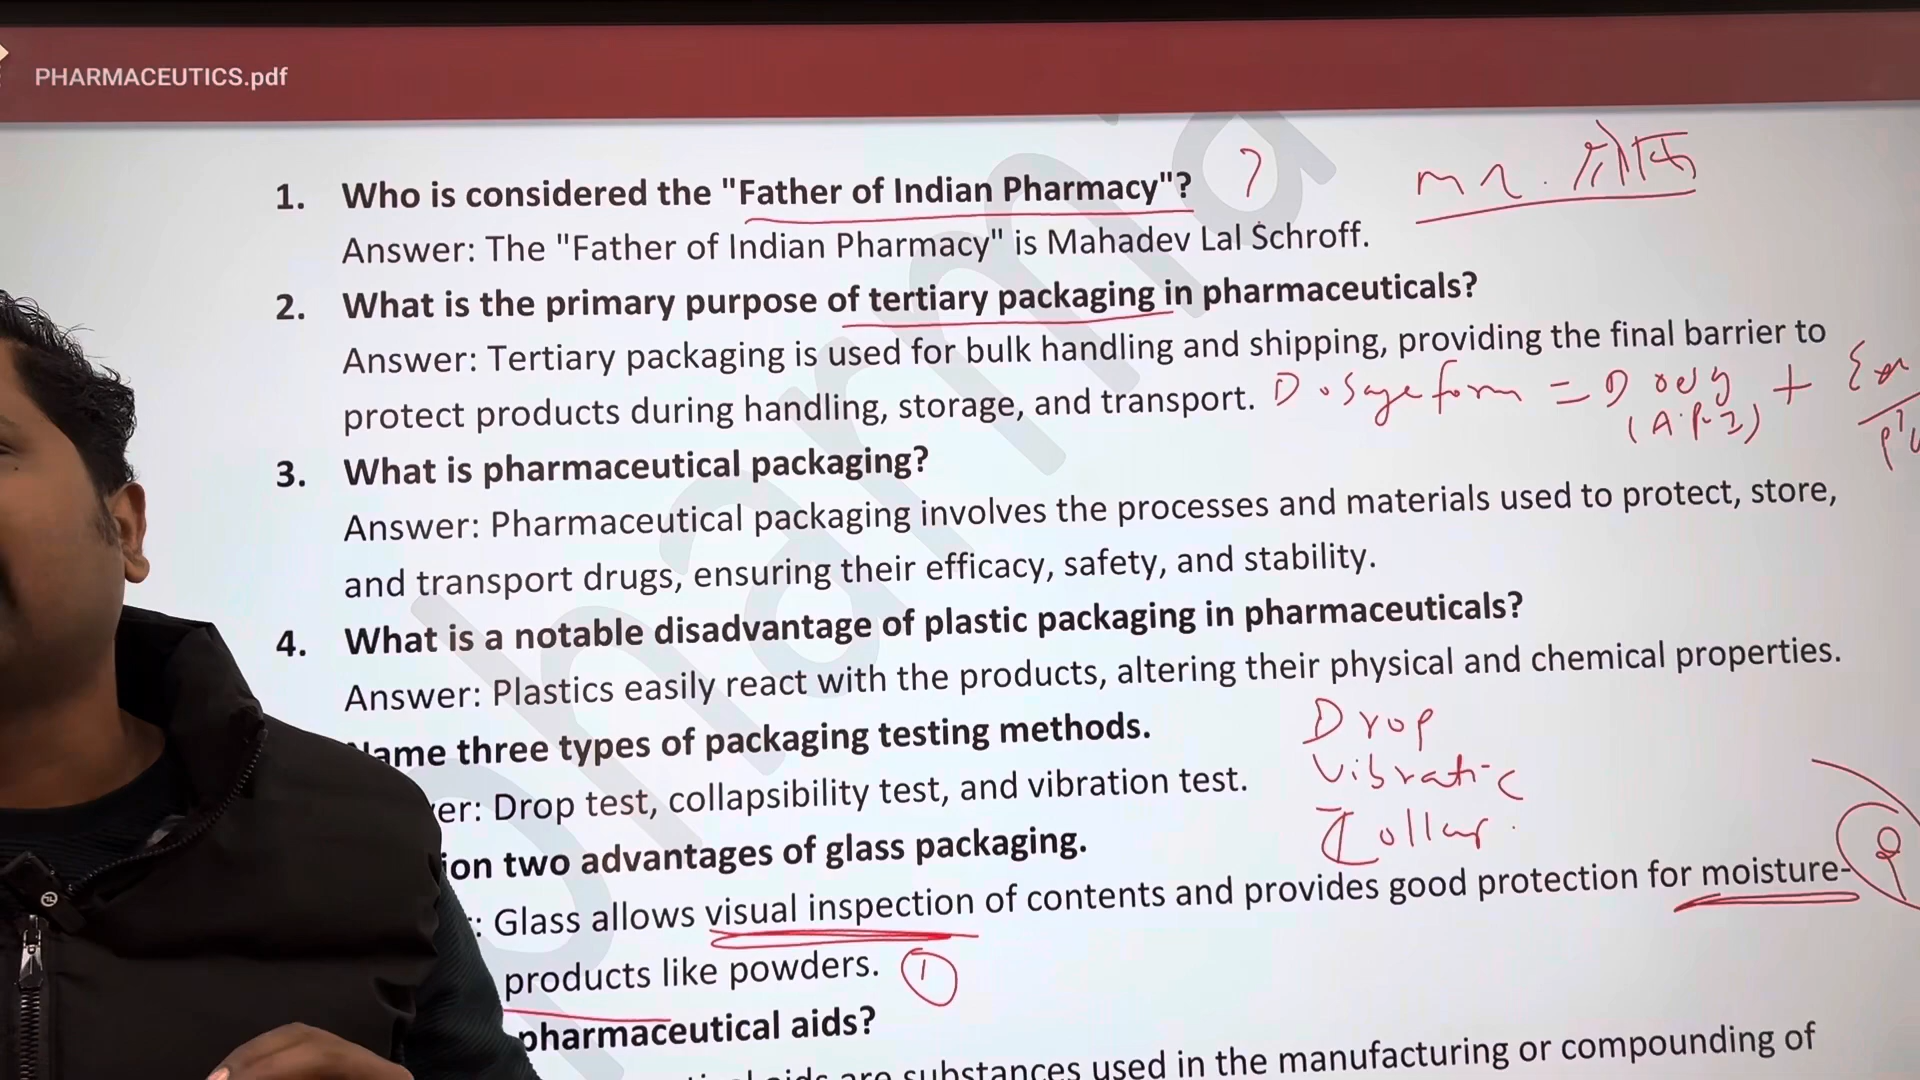 PHARMACEUTICS.pdf
1. Who is considered the "Father of Indian Pharmacy"? ?
Answer: The "Father of Indian Pharmacy" is Mahadev Lal Schroff.
2. What is the primary purpose of tertiary packaging in pharmaceuticals?
Answer: Tertiary packaging is used for bulk handling and shipping, providing the final barrier to
protect products during handling, storage, and transport.
Dosage form = +
3. What is pharmaceutical packaging?
Answer: Pharmaceutical packaging involves the processes and materials used to protect, store,
and transport drugs, ensuring their efficacy, safety, and stability.
4. What is a notable disadvantage of plastic packaging in pharmaceuticals?
Answer: Plastics easily react with the products, altering their physical and chemical properties.
ame three types of packaging testing methods.
er: Drop test, collapsibility test, and vibration test.
Drop
ion two advantages of glass packaging.
: Glass allows visual inspection of contents and provides good protection for moisture-
products like powders. 1
pharmaceutical aids?
are substances used in the manufacturing or compounding of
pharma